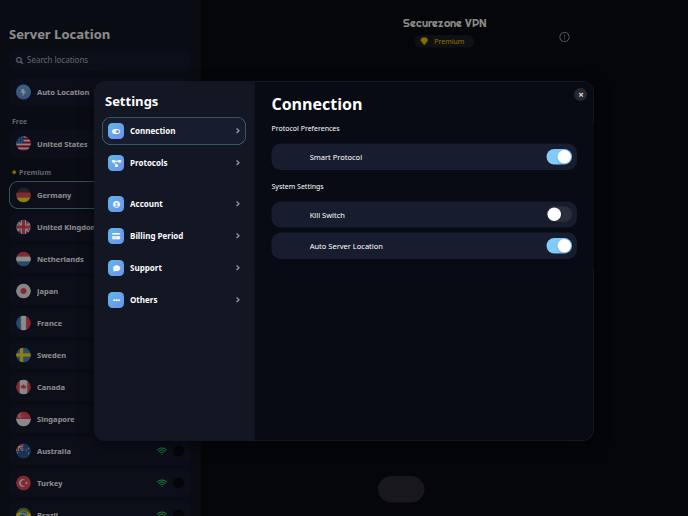 Securezone VPN
Premium
Server Location
Search locations
Auto Location
Free
United States
Premium
Germany
United Kingdom
Netherlands
Japan
France
Sweden
Canada
Singapore
Australia
Turkey
Brazil
Settings
Connection
Protocols
Account
Billing Period
Support
Others
Connection
Protocol Preferences
Smart Protocol
System Settings
Kill Switch
Auto Server Location